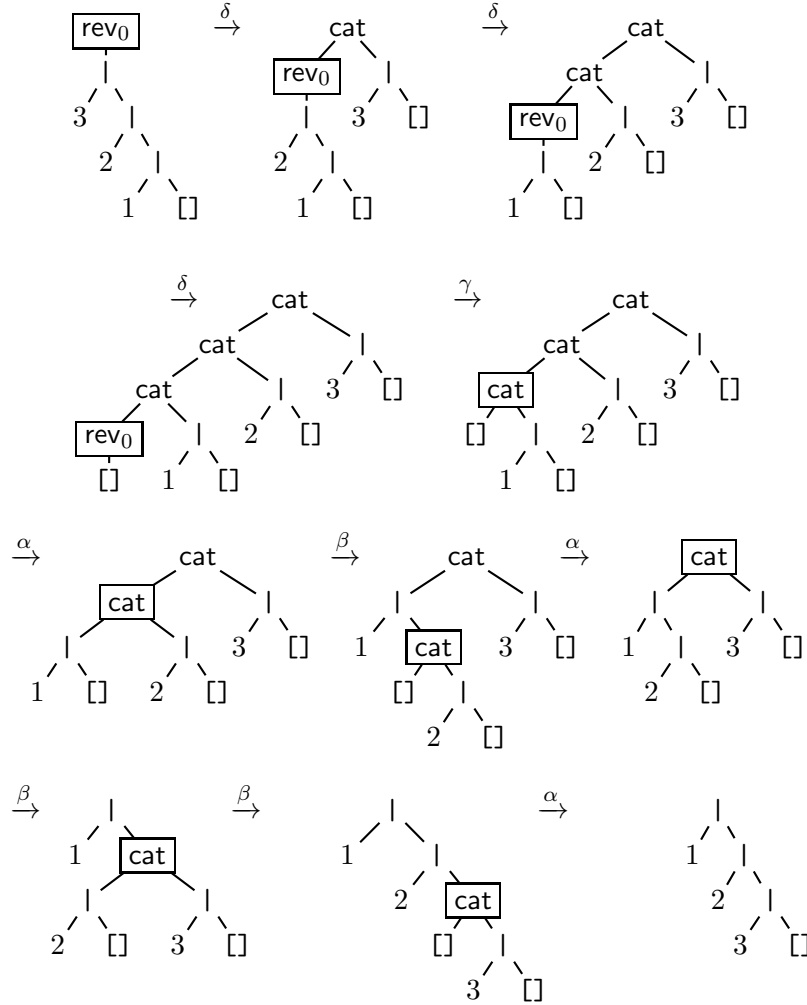 rev₀ δ→ cat δ→ cat
| rev₀ | cat |
3 | | 3 [] rev₀ | 3 []
2 | 2 | | 2 []
1 [] 1 [] 1 []
δ→ cat γ→ cat
cat | cat |
cat | 3 [] cat | 3 []
rev₀ | 2 [] [] | 2 []
[] 1 [] 1 []
α→ cat β→ cat α→ cat
cat | | | | |
| | 3 [] 1 cat 3 [] 1 | 3 []
1 [] 2 [] [] | 2 []
2 []
β→ | β→ | α→ |
1 cat 1 | 1 |
| | 2 cat 2 |
2 [] 3 [] [] | 3 []
3 []